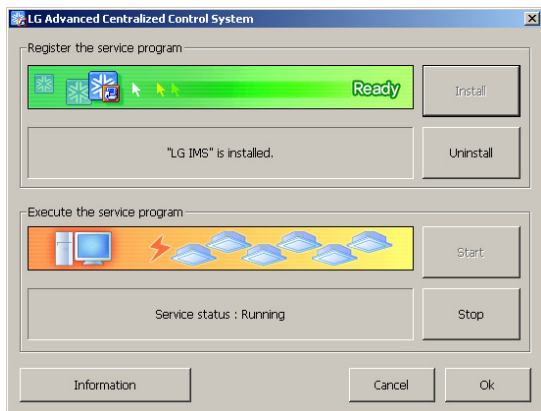 LG Advanced Centralized Control System
Register the service program
Ready
Install
"LG IMS" is installed.
Uninstall
Execute the service program
Start
Service status : Running
Stop
Information
Cancel
Ok